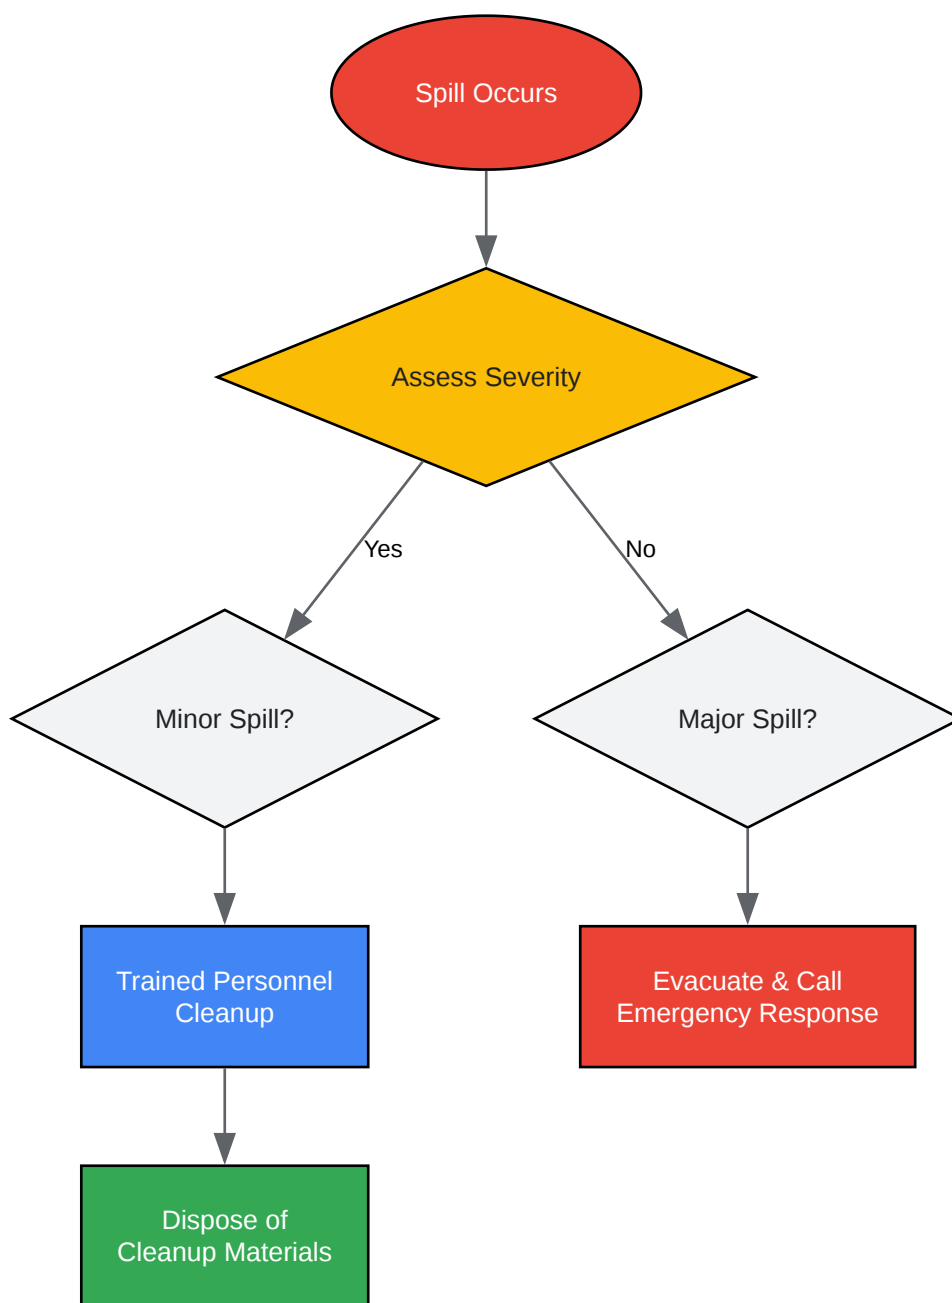 Spill Occurs
Assess Severity
Yes
No
Minor Spill?
Major Spill?
Trained Personnel
Cleanup
Evacuate & Call
Emergency Response
Dispose of
Cleanup Materials